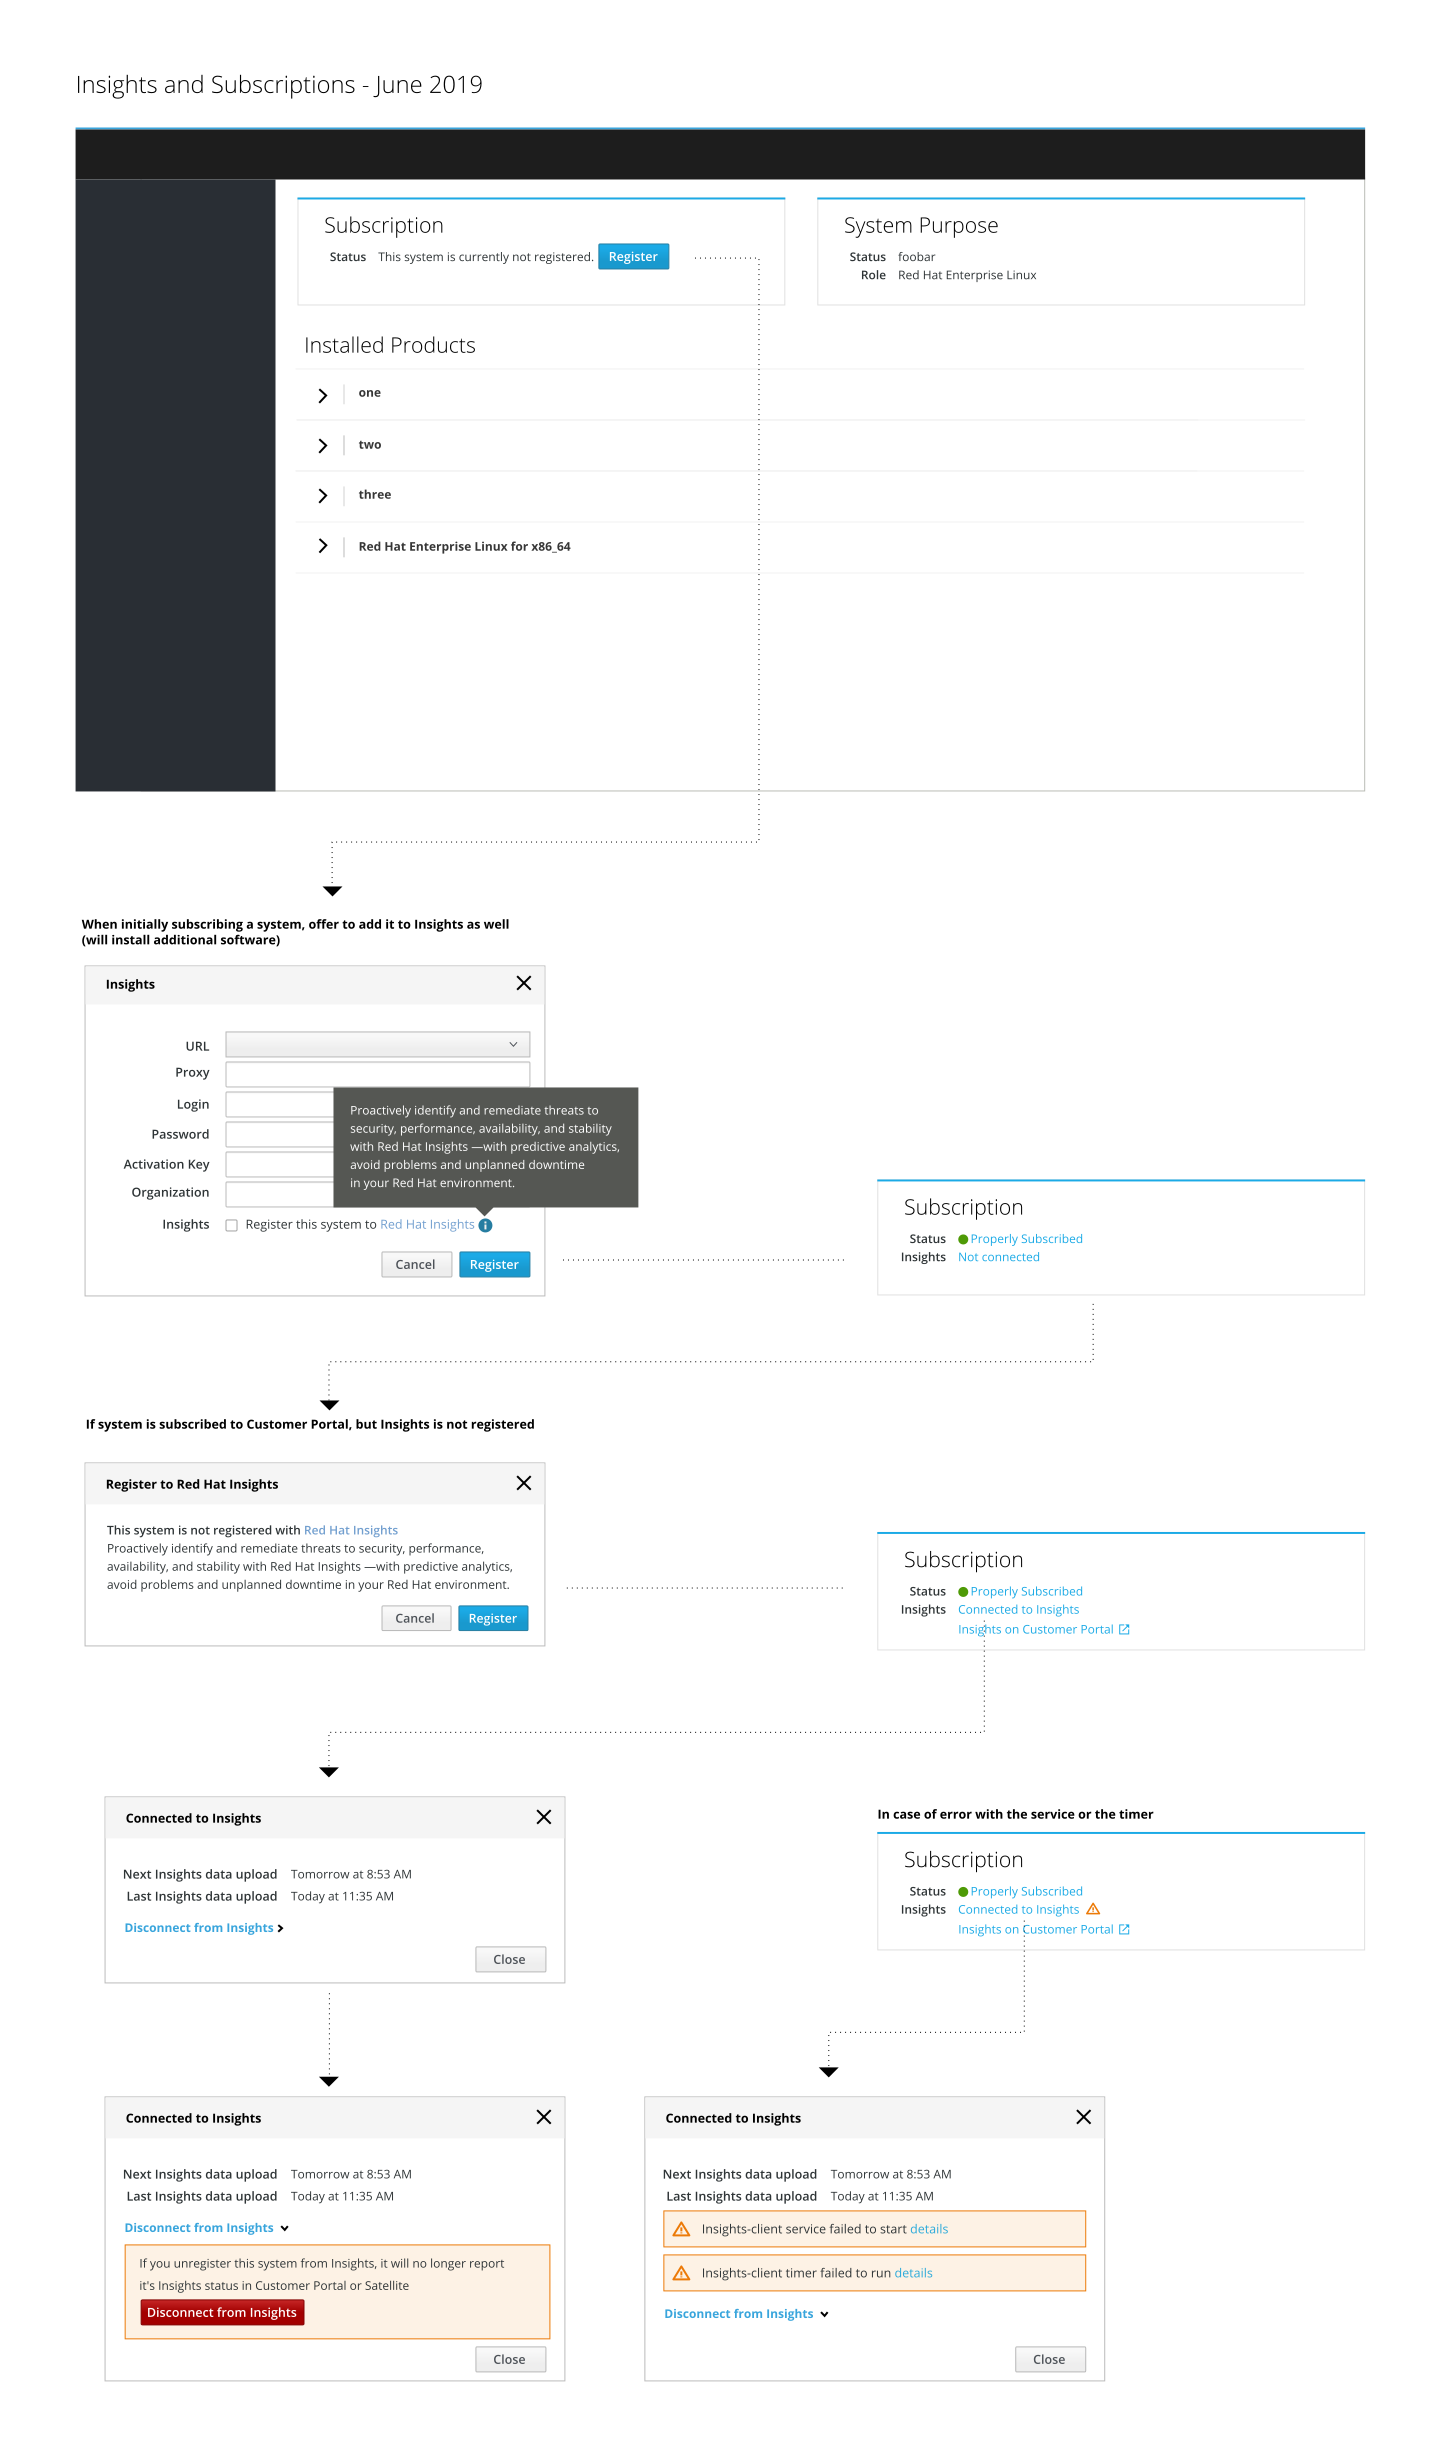 Insights and Subscriptions - June 2019
Subscription
Status This system is currently not registered. Register
System Purpose
Status foobar
Role Red Hat Enterprise Linux
Installed Products
one
two
three
Red Hat Enterprise Linux for x86_64
When initially subscribing a system, offer to add it to Insights as well
(will install additional software)
Insights
URL
Proxy
Login
Password
Activation Key
Organization
Proactively identify and remediate threats to
security, performance, availability, and stability
with Red Hat Insights —with predictive analytics,
avoid problems and unplanned downtime
in your Red Hat environment.
Insights Register this system to Red Hat Insights
Cancel Register
Subscription
Status Properly Subscribed
Insights Not connected
If system is subscribed to Customer Portal, but Insights is not registered
Register to Red Hat Insights
This system is not registered with Red Hat Insights
Proactively identify and remediate threats to security, performance,
availability, and stability with Red Hat Insights —with predictive analytics,
avoid problems and unplanned downtime in your Red Hat environment.
Cancel Register
Subscription
Status Properly Subscribed
Insights Connected to Insights
Insights on Customer Portal
Connected to Insights
Next Insights data upload Tomorrow at 8:53 AM
Last Insights data upload Today at 11:35 AM
Disconnect from Insights
Close
In case of error with the service or the timer
Subscription
Status Properly Subscribed
Insights Connected to Insights
Insights on Customer Portal
Connected to Insights
Next Insights data upload Tomorrow at 8:53 AM
Last Insights data upload Today at 11:35 AM
Disconnect from Insights
If you unregister this system from Insights, it will no longer report
it's Insights status in Customer Portal or Satellite
Disconnect from Insights
Close
Connected to Insights
Next Insights data upload Tomorrow at 8:53 AM
Last Insights data upload Today at 11:35 AM
Insights-client service failed to start details
Insights-client timer failed to run details
Disconnect from Insights
Close